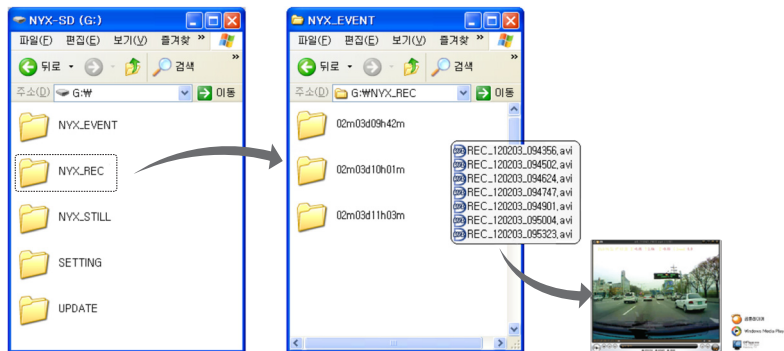 NYX-SD (G:)
파일(F) 편집(E) 보기(V) 즐겨찾 »
뒤로 검색 »
주소(D) G:₩ 이동
NYX_EVENT
NYX_REC
NYX_STILL
SETTING
UPDATE
NYX_EVENT
파일(F) 편집(E) 보기(V) 즐겨찾 »
뒤로 검색 »
주소(D) G:₩NYX_REC 이동
02m03d09h42m
02m03d10h01m
02m03d11h03m
REC_120203_094356.avi
REC_120203_094502.avi
REC_120203_094624.avi
REC_120203_094747.avi
REC_120203_094901.avi
REC_120203_095004.avi
REC_120203_095323.avi
Windows Media Play